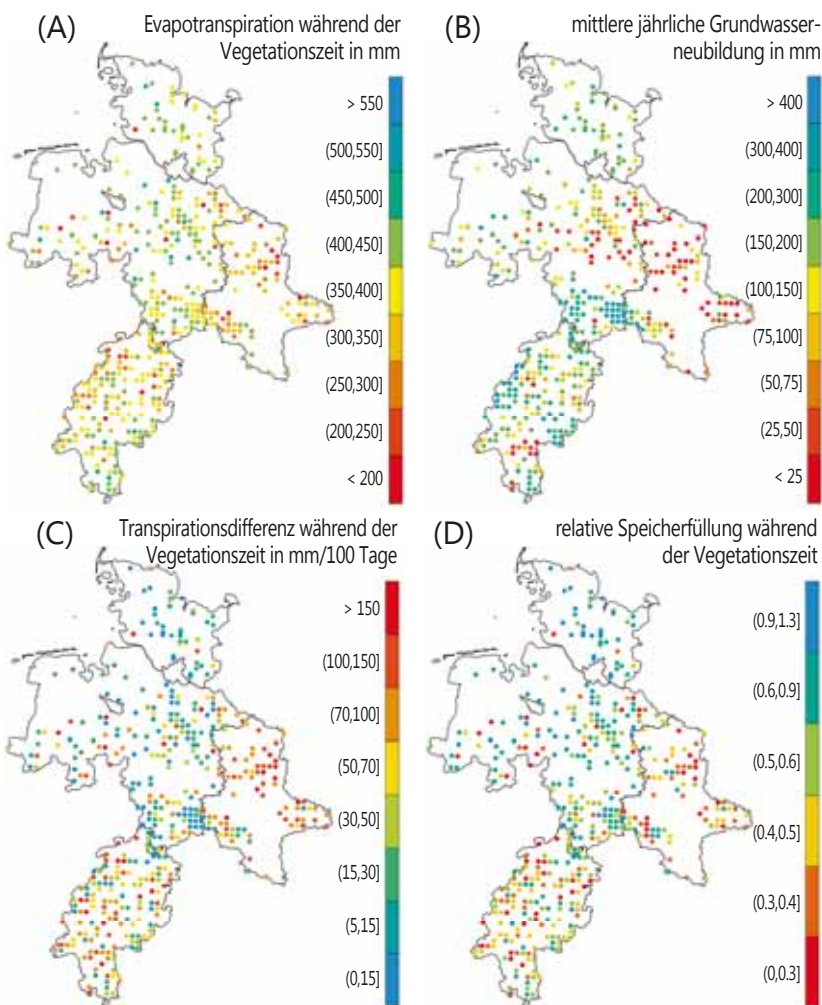 (A)
Evapotranspiration während der
Vegetationszeit in mm
> 550
(500,550]
(450,500]
(400,450]
(350,400]
(300,350]
(250,300]
(200,250]
< 200
(B)
mittlere jährliche Grundwasser-
neubildung in mm
> 400
(300,400]
(200,300]
(150,200]
(100,150]
(75,100]
(50,75]
(25,50]
< 25
(C)
Transpirationsdifferenz während der
Vegetationszeit in mm/100 Tage
> 150
(100,150]
(70,100]
(50,70]
(30,50]
(15,30]
(5,15]
(0,15]
(D)
relative Speicherfüllung während
der Vegetationszeit
(0.9,1.3]
(0.6,0.9]
(0.5,0.6]
(0.4,0.5]
(0.3,0.4]
(0,0.3]